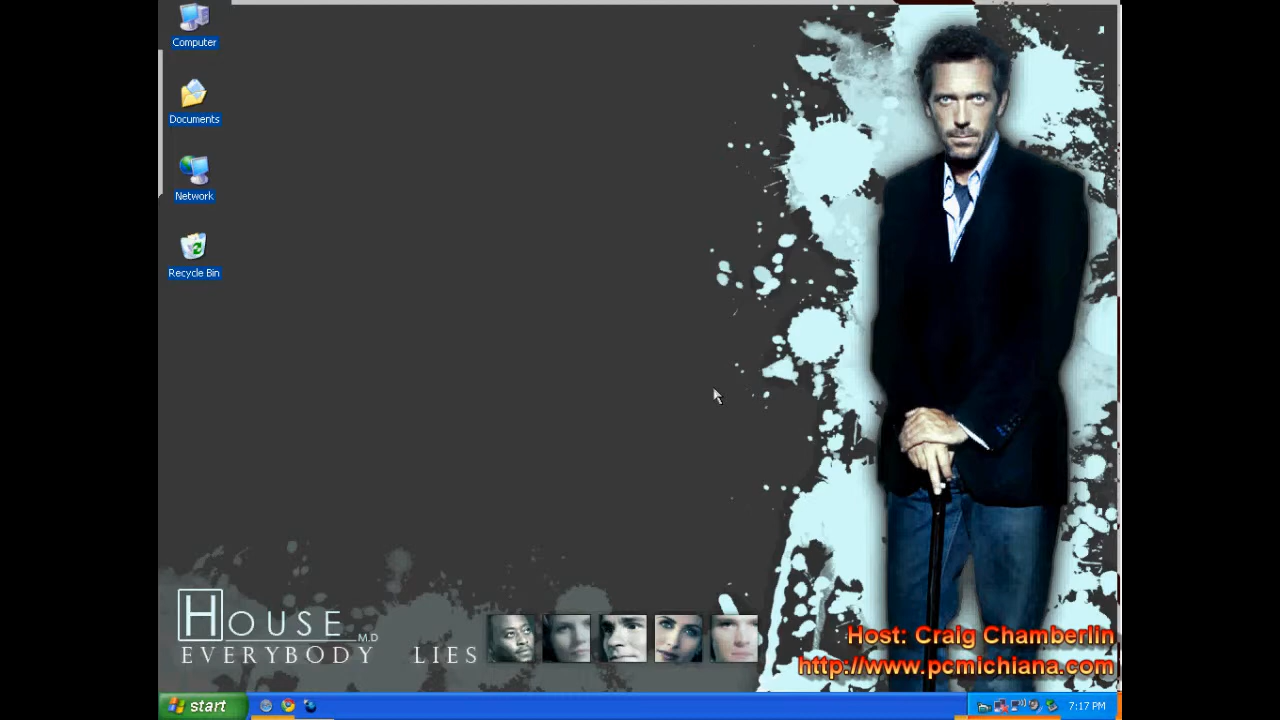 Computer
Documents
Network
Recycle Bin
HOUSE M.D
EVERYBODY LIES
Host: Craig Chamberlin
http://www.pcmichiana.com
start
7:17 PM